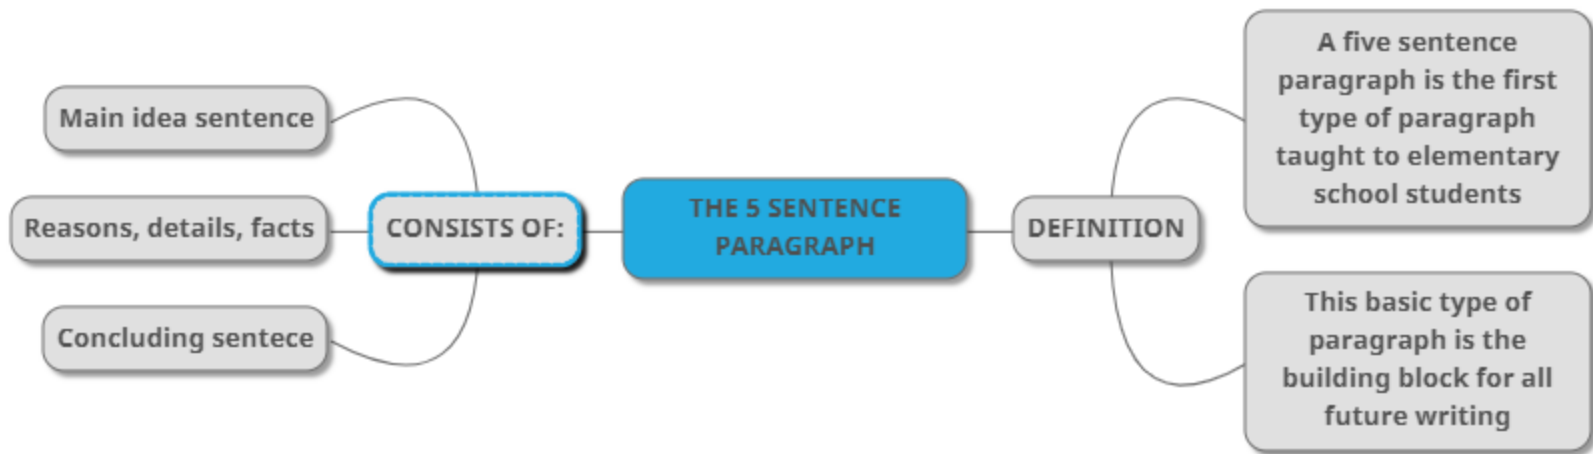 Main idea sentence
Reasons, details, facts
Concluding sentece
CONSISTS OF:
THE 5 SENTENCE
PARAGRAPH
DEFINITION
A five sentence
paragraph is the first
type of paragraph
taught to elementary
school students
This basic type of
paragraph is the
building block for all
future writing